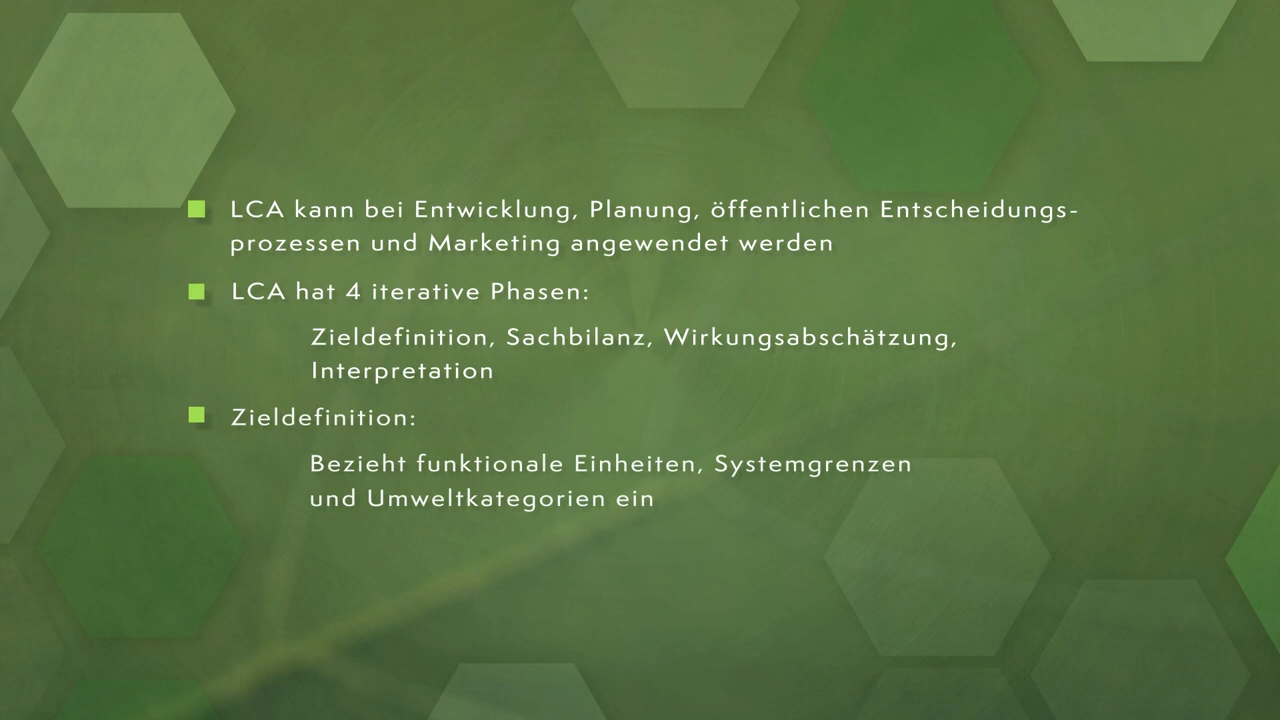 LCA kann bei Entwicklung, Planung, öffentlichen Entscheidungs-
prozessen und Marketing angewendet werden
LCA hat 4 iterative Phasen:
Zieldefinition, Sachbilanz, Wirkungsabschätzung,
Interpretation
Zieldefinition:
Bezieht funktionale Einheiten, Systemgrenzen
und Umweltkategorien ein